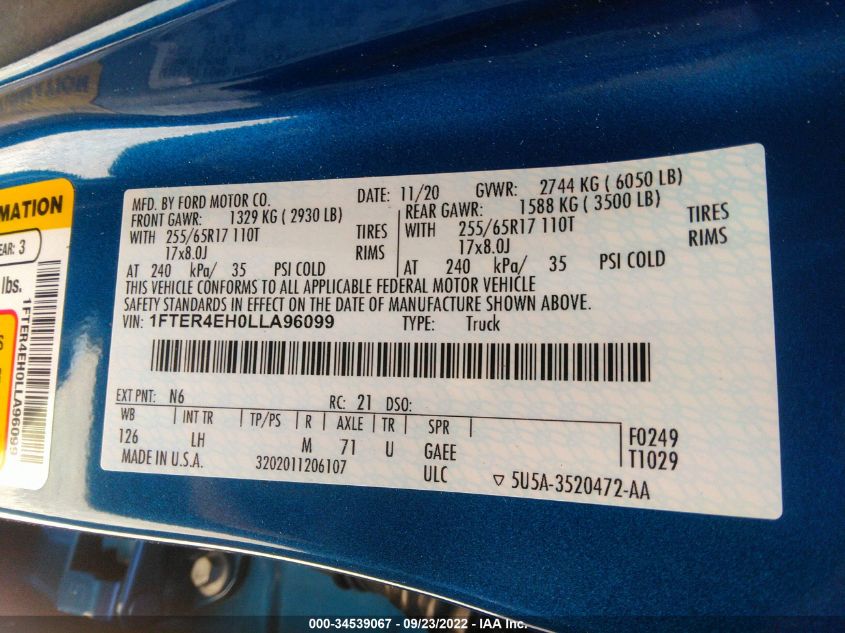 MATION
EAR: 3
lbs.
1FTER4EH0LLA96099
MFD. BY FORD MOTOR CO. DATE: 11/20 GVWR: 2744 KG ( 6050 LB)
FRONT GAWR: 1329 KG ( 2930 LB) REAR GAWR: 1588 KG ( 3500 LB)
WITH 255/65R17 110T TIRES WITH 255/65R17 110T TIRES
17x8.0J RIMS 17x8.0J RIMS
AT 240 kPa/ 35 PSI COLD AT 240 kPa/ 35 PSI COLD
THIS VEHICLE CONFORMS TO ALL APPLICABLE FEDERAL MOTOR VEHICLE
SAFETY STANDARDS IN EFFECT ON THE DATE OF MANUFACTURE SHOWN ABOVE.
VIN: 1FTER4EH0LLA96099 TYPE: Truck
EXT PNT: N6 RC: 21 DSO:
WB INT TR TP/PS R AXLE TR SPR
126 LH M 71 U GAEE F0249
ULC T1029
MADE IN U.S.A. 3202011206107 ▽ 5U5A-3520472-AA
000-34539067 - 09/23/2022 - IAA Inc.